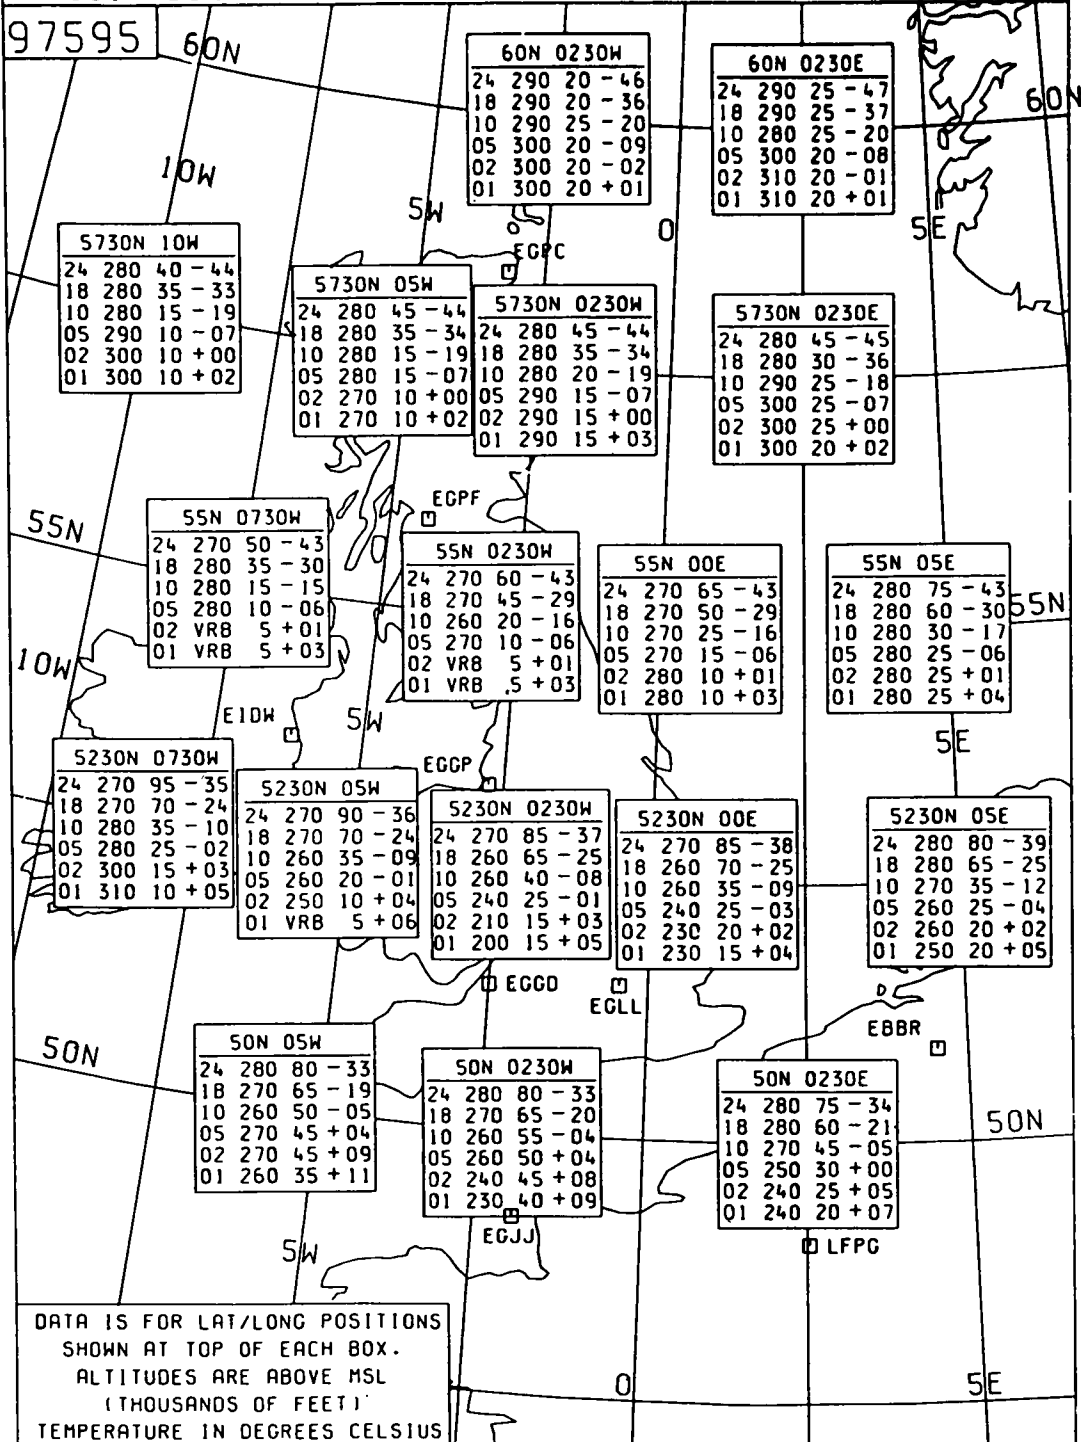 97595
60N
60N 0230W
24 290 20 -46
18 290 20 -36
10 290 25 -20
05 300 20 -09
02 300 20 -02
01 300 20 +01
60N 0230E
24 290 25 -47
18 290 25 -37
10 280 25 -20
05 300 20 -08
02 310 20 -01
01 310 20 +01
60N
10W
5W
0
5E
EGPC
5730N 10W
24 280 40 -44
18 280 35 -33
10 280 15 -19
05 290 10 -07
02 300 10 +00
01 300 10 +02
5730N 05W
24 280 45 -44
18 280 35 -34
10 280 15 -19
05 280 15 -07
02 270 10 +00
01 270 10 +02
5730N 0230W
24 280 45 -44
18 280 35 -34
10 280 20 -19
05 290 15 -07
02 290 15 +00
01 290 15 +03
5730N 0230E
24 280 45 -45
18 280 30 -36
10 290 25 -18
05 300 25 -07
02 300 25 +00
01 300 20 +02
EGPF
55N
55N 0730W
24 270 50 -43
18 280 35 -30
10 280 15 -15
05 280 10 -06
02 VRB 5 +01
01 VRB 5 +03
55N 0230W
24 270 60 -43
18 270 45 -29
10 260 20 -16
05 270 10 -06
02 VRB 5 +01
01 VRB 5 +03
55N 00E
24 270 65 -43
18 270 50 -29
10 270 25 -16
05 270 15 -06
02 280 10 +01
01 280 10 +03
55N 05E
24 280 75 -43
18 280 60 -30
10 280 30 -17
05 280 25 -06
02 280 25 +01
01 280 25 +04
55N
10W
EIDW
5W
5E
EGGP
5230N 0730W
24 270 95 -35
18 270 70 -24
10 280 35 -10
05 280 25 -02
02 300 15 +03
01 310 10 +05
5230N 05W
24 270 90 -36
18 270 70 -24
10 260 35 -09
05 260 20 -01
02 250 10 +04
01 VRB 5 +06
5230N 0230W
24 270 85 -37
18 260 65 -25
10 260 40 -08
05 240 25 -01
02 210 15 +03
01 200 15 +05
5230N 00E
24 270 85 -38
18 260 70 -25
10 260 35 -09
05 240 25 -03
02 230 20 +02
01 230 15 +04
5230N 05E
24 280 80 -39
18 280 65 -25
10 270 35 -12
05 260 25 -04
02 260 20 +02
01 250 20 +05
EGGD
EGLL
EBBR
50N
50N 05W
24 280 80 -33
18 270 65 -19
10 260 50 -05
05 270 45 +04
02 270 45 +09
01 260 35 +11
50N 0230W
24 280 80 -33
18 270 65 -20
10 260 55 -04
05 260 50 +04
02 240 45 +08
01 230 40 +09
50N 0230E
24 280 75 -34
18 280 60 -21
10 270 45 -05
05 250 30 +00
02 240 25 +05
01 240 20 +07
50N
EGJJ
LFPG
5W
DATA IS FOR LAT/LONG POSITIONS
SHOWN AT TOP OF EACH BOX.
ALTITUDES ARE ABOVE MSL
(THOUSANDS OF FEET)
TEMPERATURE IN DEGREES CELSIUS
0
5E